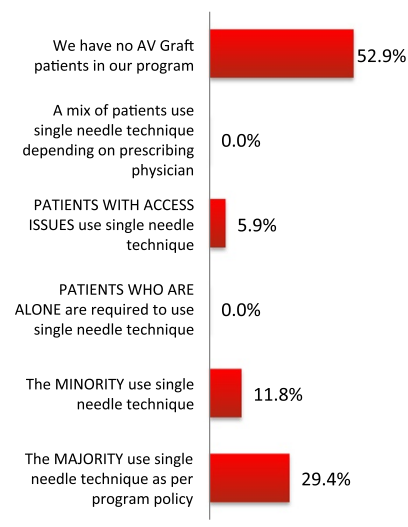 We have no AV Graft
patients in our program
52.9%
A mix of patients use
single needle technique
depending on prescribing
physician
0.0%
PATIENTS WITH ACCESS
ISSUES use single needle
technique
5.9%
PATIENTS WHO ARE
ALONE are required to use
single needle technique
0.0%
The MINORITY use single
needle technique
11.8%
The MAJORITY use single
needle technique as per
program policy
29.4%